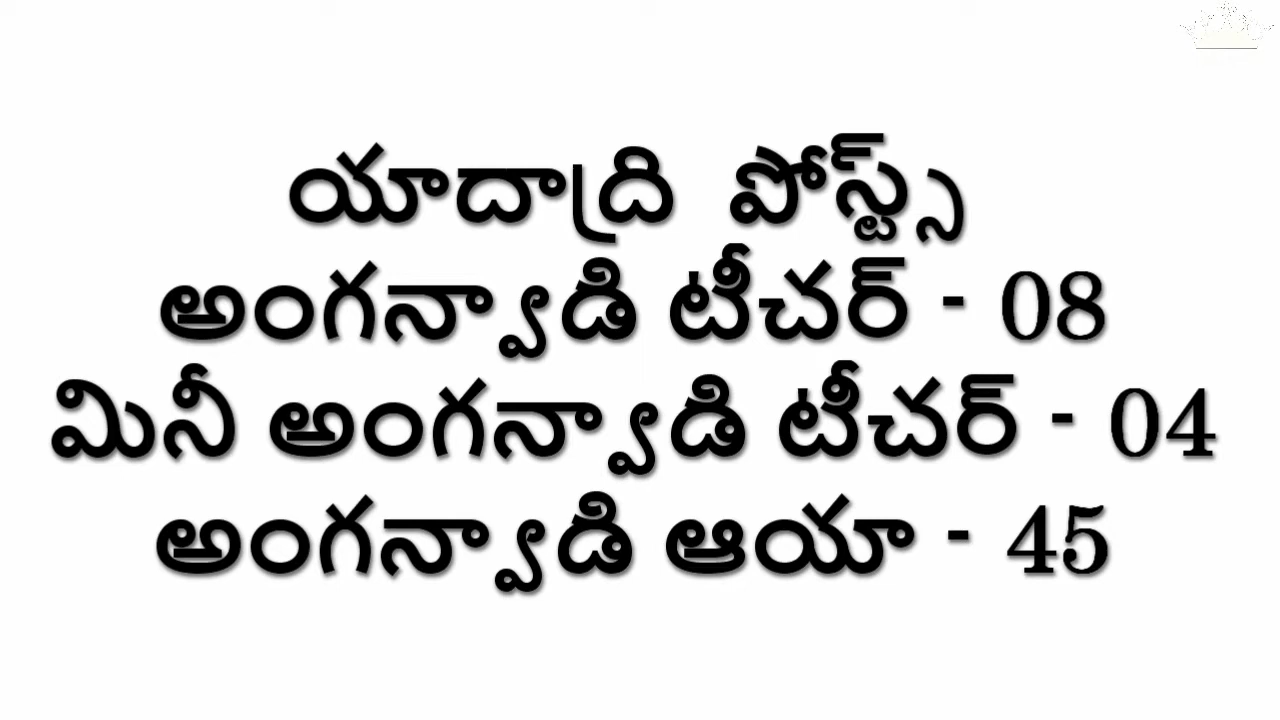 యాదాద్రి పోస్ట్స్
అంగన్వాడి టీచర్ - 08
మినీ అంగన్వాడి టీచర్ - 04
అంగన్వాడి ఆయా - 45